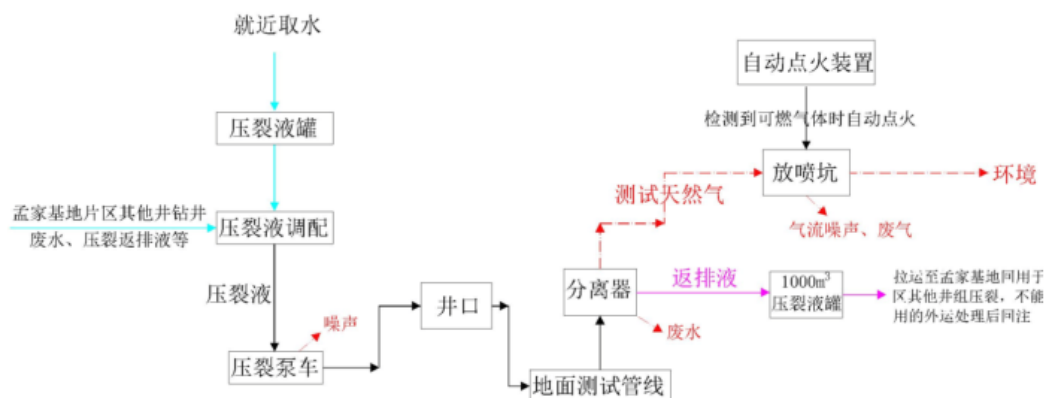 就近取水
压裂液罐
孟家基地片区其他井钻井
废水、压裂返排液等
压裂液调配
压裂液
噪声
压裂泵车
井口
地面测试管线
分离器
废水
测试天然气
返排液
1000m³
压裂液罐
拉运至孟家基地回用于
区其他井组压裂，不能
用的外运处理后回注
自动点火装置
检测到可燃气体时自动点火
放喷坑
气流噪声、废气
环境